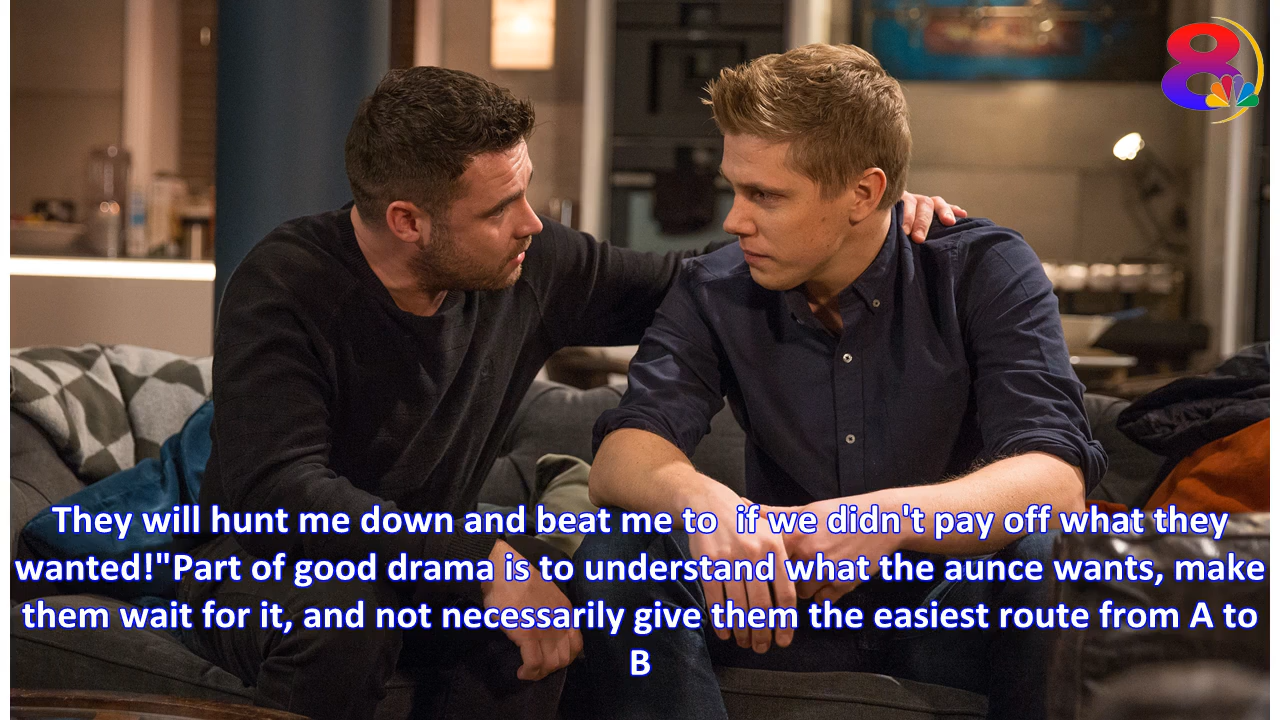 8
They will hunt me down and beat me to  if we didn't pay off what they
wanted!"Part of good drama is to understand what the aunce wants, make
them wait for it, and not necessarily give them the easiest route from A to
B